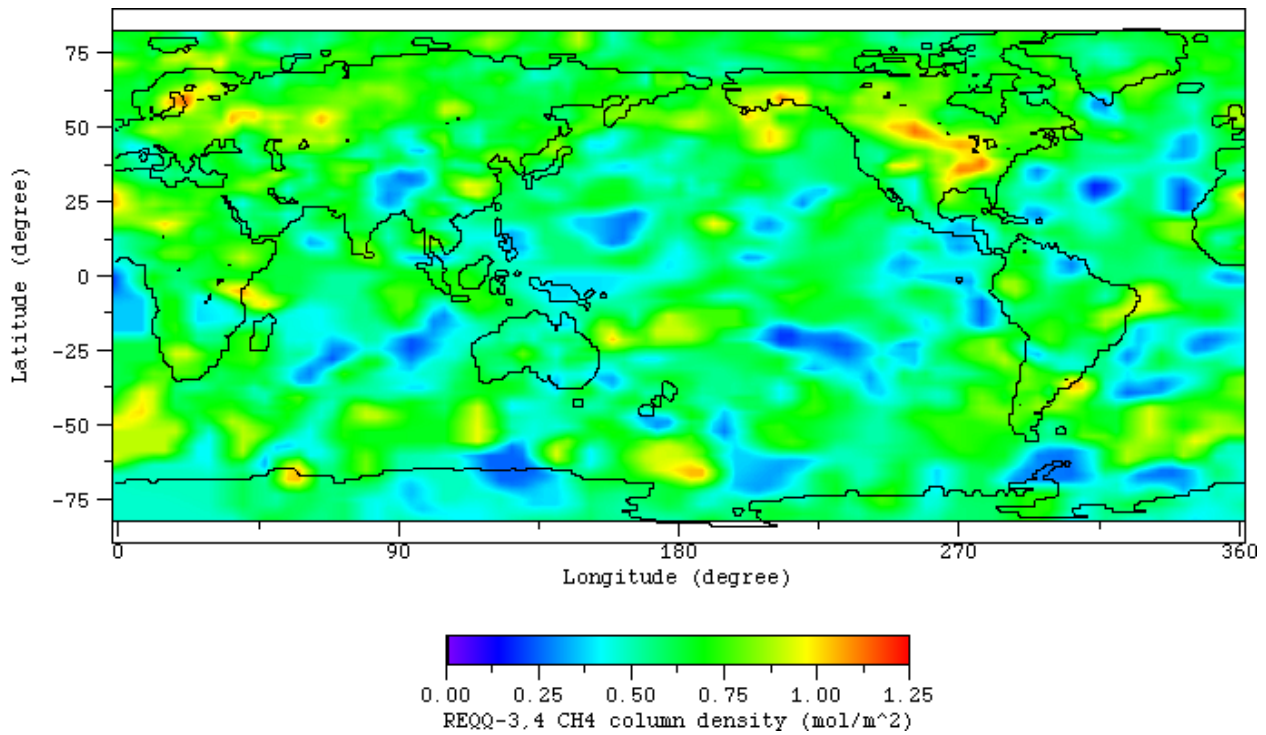 75
50
25
0
-25
-50
-75
Latitude (degree)
0 90 180 270 360
Longitude (degree)
0.00 0.25 0.50 0.75 1.00 1.25
REQQ-3,4 CH4 column density (mol/m^2)